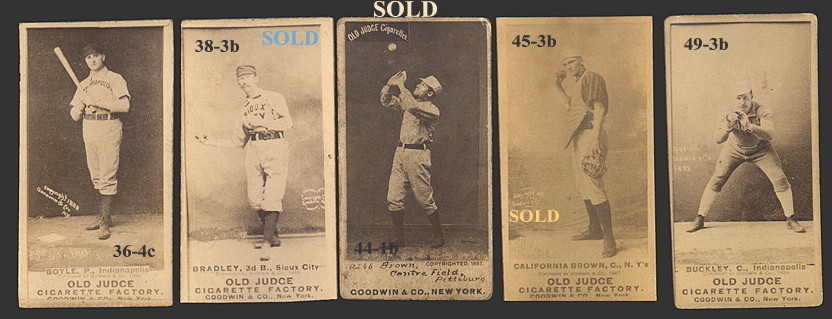 SOLD
36-4c
BOYLE, P., Indianapolis
OLD JUDGE
CIGARETTE FACTORY.
GOODWIN & CO., New York.
38-3b
SOLD
BRADLEY, 3d B., Sioux City
OLD JUDGE
CIGARETTE FACTORY.
GOODWIN & CO., New York.
OLD JUDGE Cigarettes
44-1b
COPYRIGHTED, 1887.
Brown,
Centre Field,
Pittsburg
GOODWIN & CO., NEW YORK.
45-3b
SOLD
CALIFORNIA BROWN, C., N. Y's
OLD JUDGE
CIGARETTE FACTORY.
GOODWIN & CO., New York.
49-3b
BUCKLEY, C., Indianapolis
OLD JUDGE
CIGARETTE FACTORY.
GOODWIN & CO., New York.